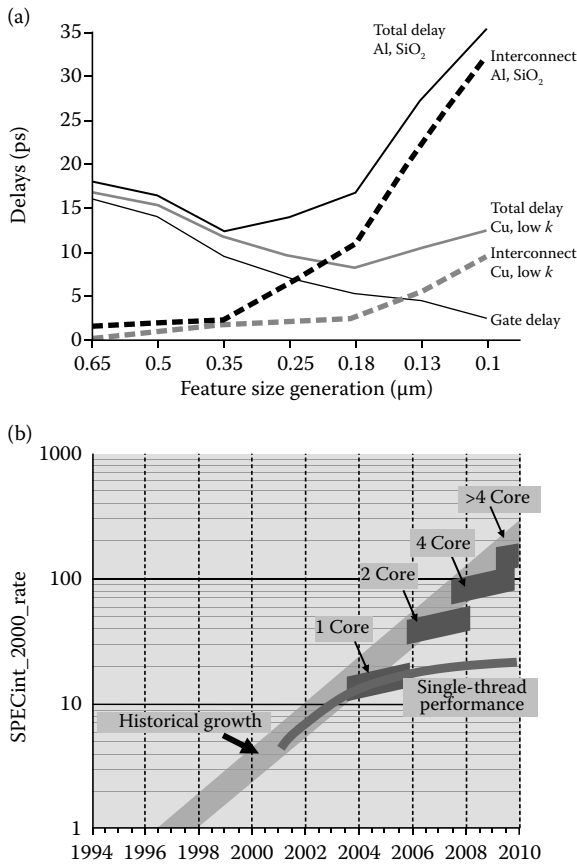 (a)
35
30
25
20
15
10
5
0
Delays (ps)
Total delay
Al, SiO₂
Interconnect
Al, SiO₂
Total delay
Cu, low k
Interconnect
Cu, low k
Gate delay
0.65 0.5 0.35 0.25 0.18 0.13 0.1
Feature size generation (μm)
(b)
1000
100
10
1
SPECint_2000_rate
>4 Core
4 Core
2 Core
1 Core
Single-thread
performance
Historical growth
1994 1996 1998 2000 2002 2004 2006 2008 2010